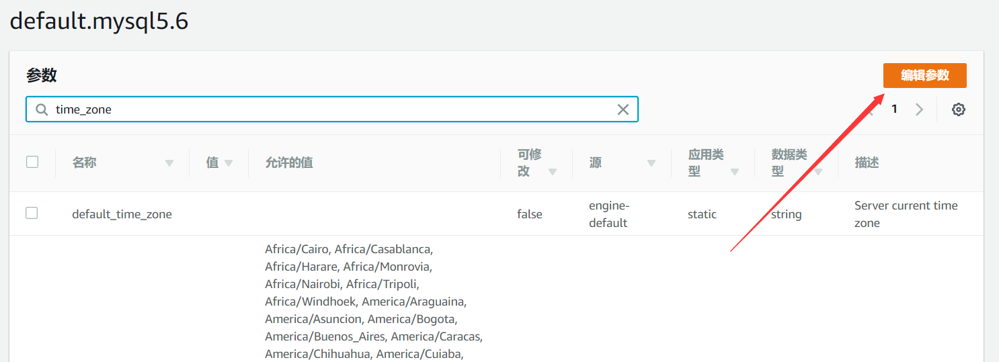 default.mysql5.6
参数
编辑参数
time_zone
1
名称
值
允许的值
可修
改
源
应用类
型
数据类
型
描述
default_time_zone
false
engine-
default
static
string
Server current time
zone
Africa/Cairo, Africa/Casablanca,
Africa/Harare, Africa/Monrovia,
Africa/Nairobi, Africa/Tripoli,
Africa/Windhoek, America/Araguaina,
America/Asuncion, America/Bogota,
America/Buenos_Aires, America/Caracas,
America/Chihuahua, America/Cuiaba,